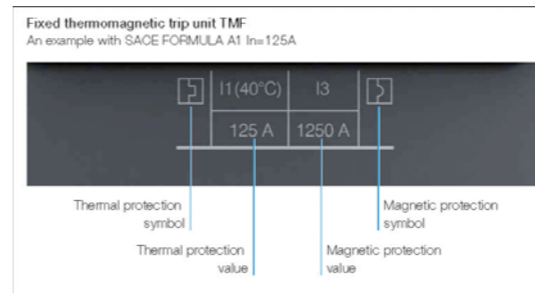 Fixed thermomagnetic trip unit TMF
An example with SACE FORMULA A1 In=125A
I1(40°C) I3
125 A 1250 A
Thermal protection symbol
Magnetic protection symbol
Thermal protection value
Magnetic protection value